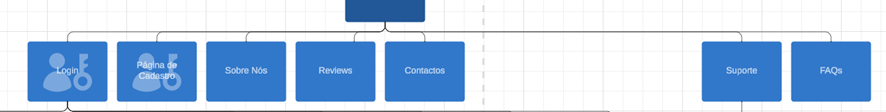 Login
Página de
Cadastro
Sobre Nós
Reviews
Contactos
Suporte
FAQs